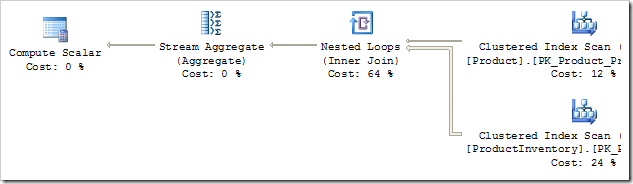 Compute Scalar
Cost: 0 %
Stream Aggregate
(Aggregate)
Cost: 0 %
Nested Loops
(Inner Join)
Cost: 64 %
Clustered Index Scan (
[Product].[PK_Product_Pr
Cost: 12 %
Clustered Index Scan (
[ProductInventory].[PK_P
Cost: 24 %